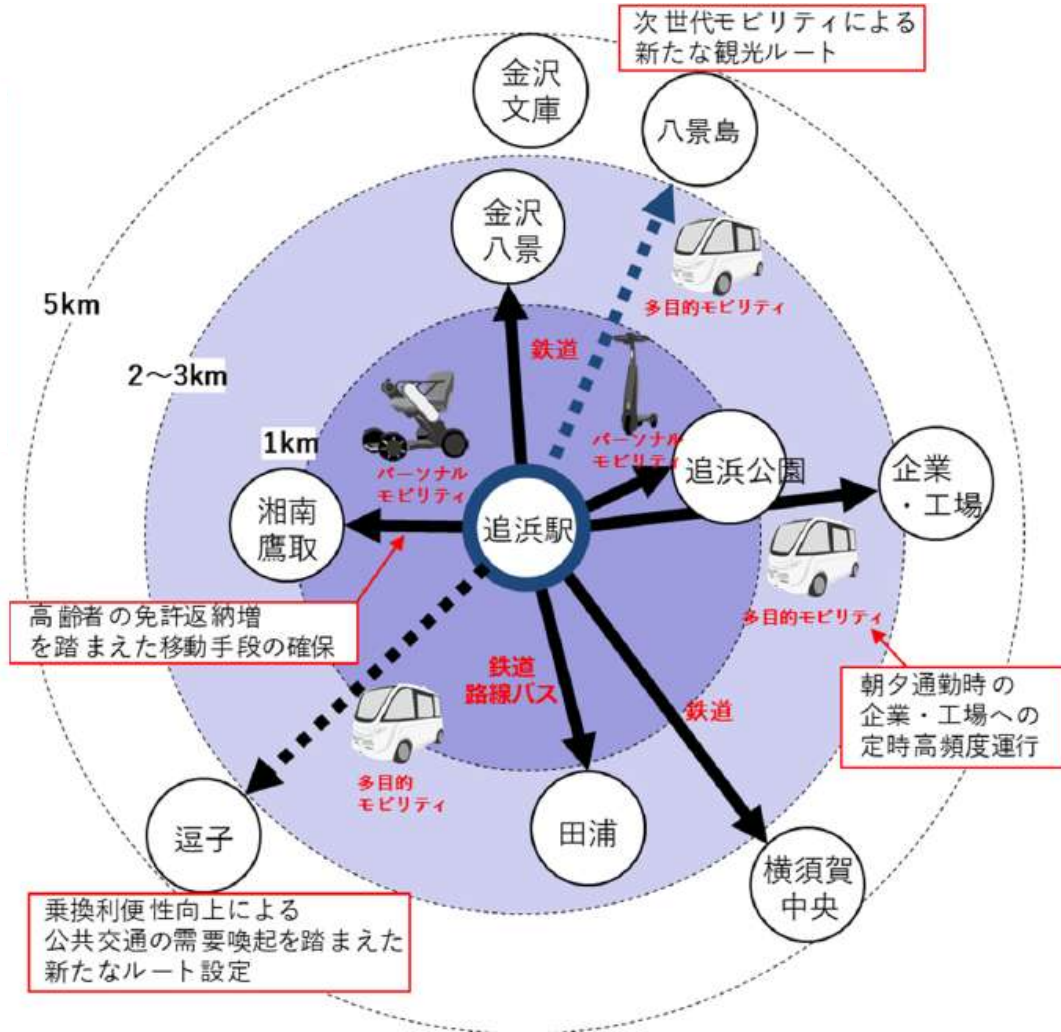 次世代モビリティによる
新たな観光ルート
金沢
文庫
八景島
金沢
八景
5km
多目的モビリティ
鉄道
2～3km
1km
パーソナル
モビリティ
パーソナル
モビリティ
追浜公園
企業
・工場
湘南
鷹取
追浜駅
高齢者の免許返納増
を踏まえた移動手段の確保
多目的モビリティ
鉄道
路線バス
鉄道
朝夕通勤時の
企業・工場への
定時高頻度運行
多目的
モビリティ
逗子
田浦
横須賀
中央
乗換利便性向上による
公共交通の需要喚起を踏まえた
新たなルート設定